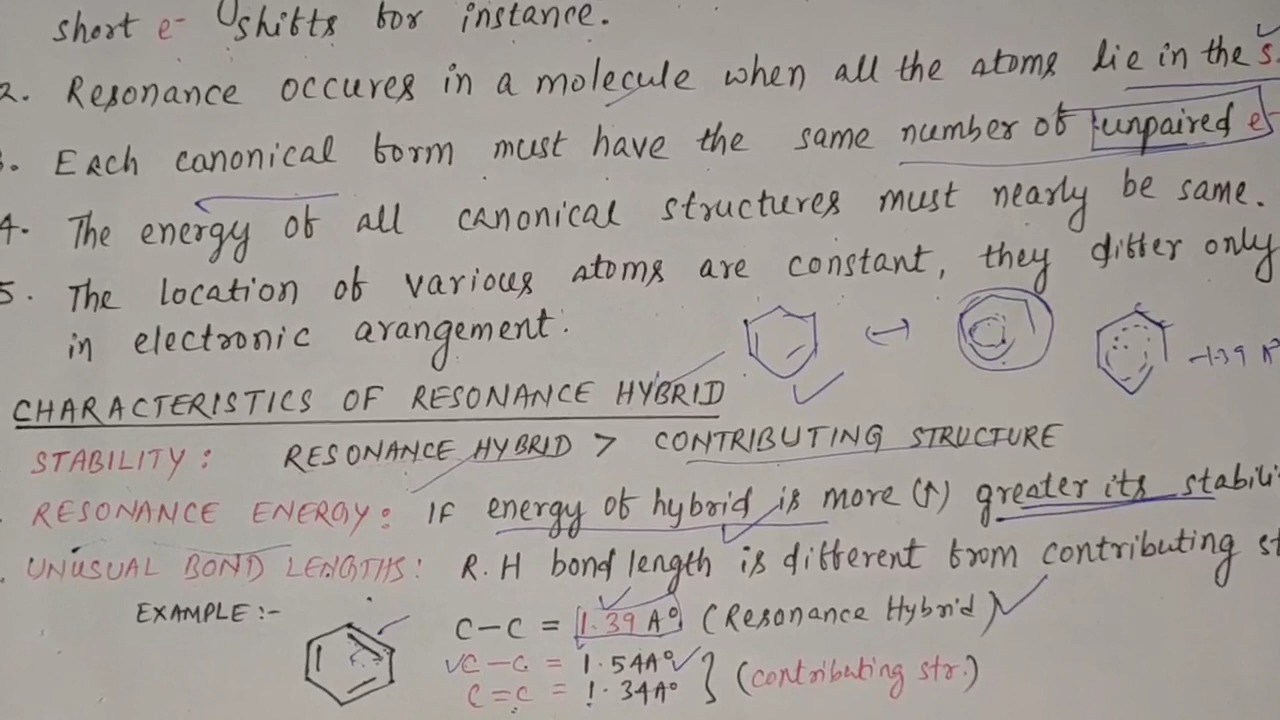 short e- shifts for instance.
2. Resonance occures in a molecule when all the atoms lie in the s
3. Each canonical form must have the same number of unpaired e-
4. The energy of all canonical structures must nearly be same.
5. The location of various atoms are constant, they differ only
in electronic arangement.
1.39 A°
CHARACTERISTICS OF RESONANCE HYBRID
STABILITY: RESONANCE HYBRID > CONTRIBUTING STRUCTURE
RESONANCE ENERGY: IF energy of hybrid is more (↑) greater its stabili
UNUSUAL BOND LENGTHS: R.H bond length is different from contributing st
EXAMPLE:-
C-C = 1.39 A° (Resonance Hybrid)
C-C = 1.54A°
C=C = 1.34A° } (contributing str.)